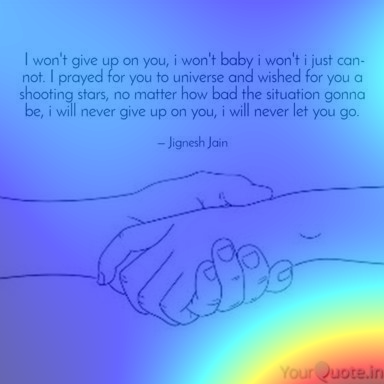 I won't give up on you, i won't baby i won't i just can-
not. I prayed for you to universe and wished for you a
shooting stars, no matter how bad the situation gonna
be, i will never give up on you, i will never let you go.
– Jignesh Jain
YourQuote.in